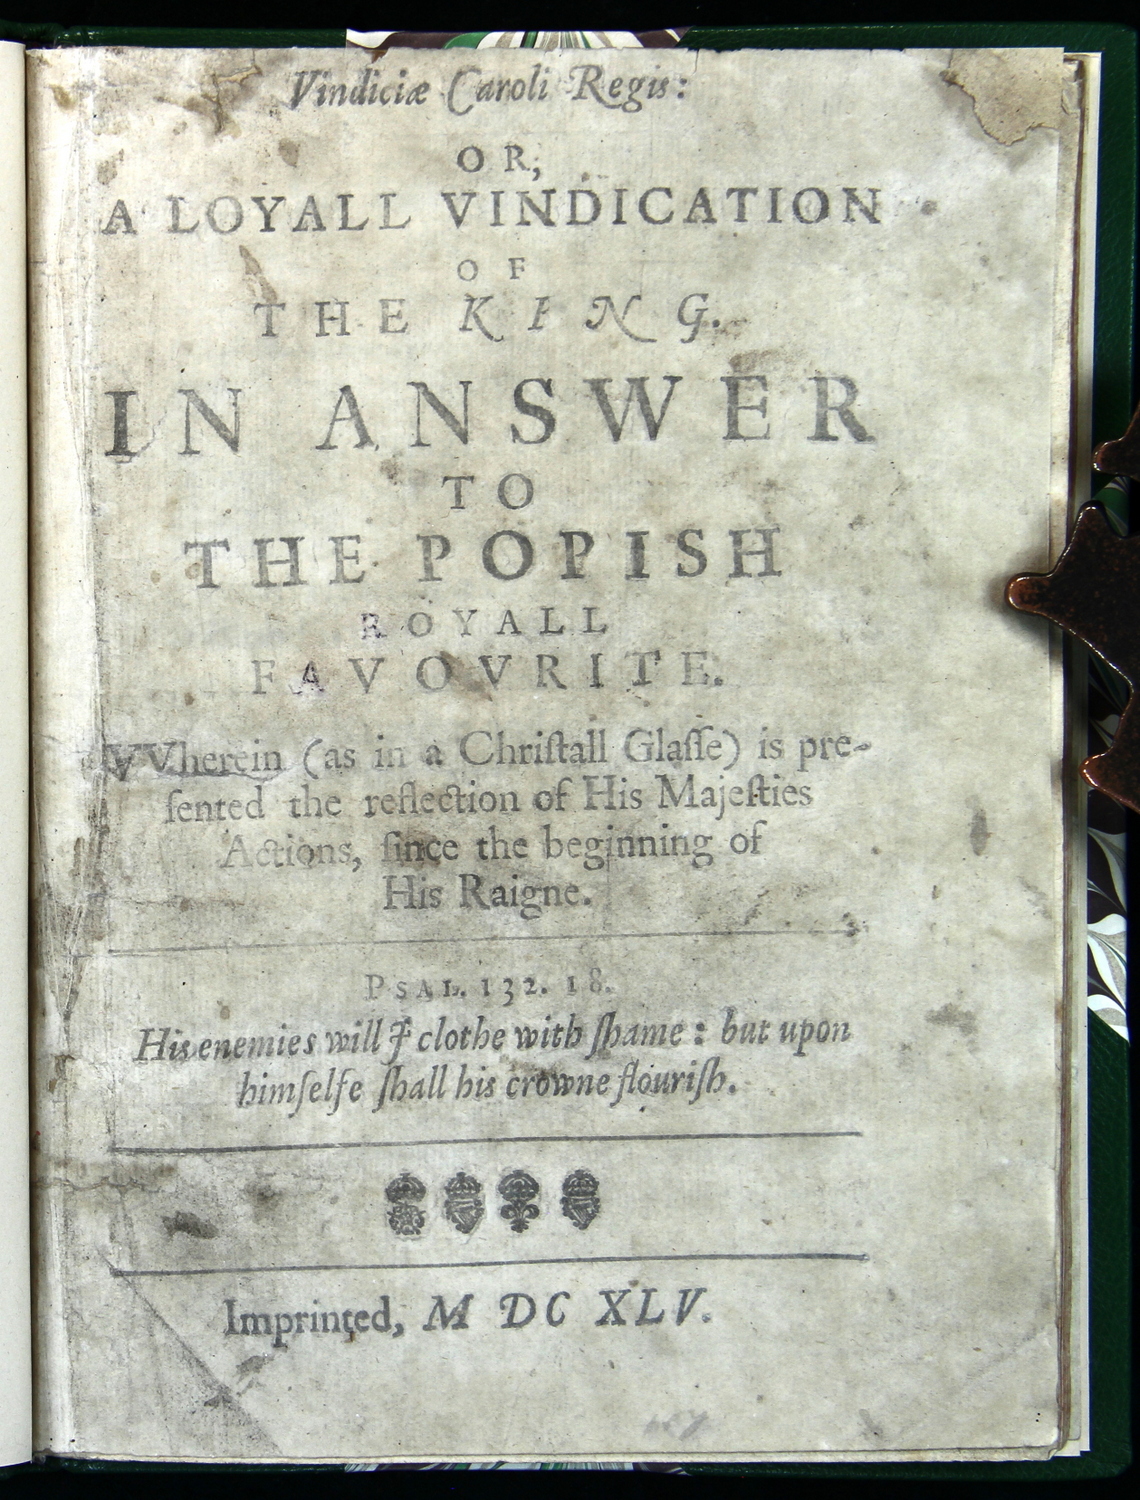 Vindiciæ Caroli Regis:
OR,
A LOYALL VINDICATION
OF
THE KING.
IN ANSWER
TO
THE POPISH
ROYALL
FAVOVRITE.
VVherein (as in a Chriſtall Glaſſe) is pre-
ſented the reflection of His Majeſties
Actions, ſince the beginning of
His Raigne.
PSAL. 132. 18.
His enemies will I clothe with ſhame: but upon
himſelfe ſhall his crowne flouriſh.
Imprinted, M DC XLV.